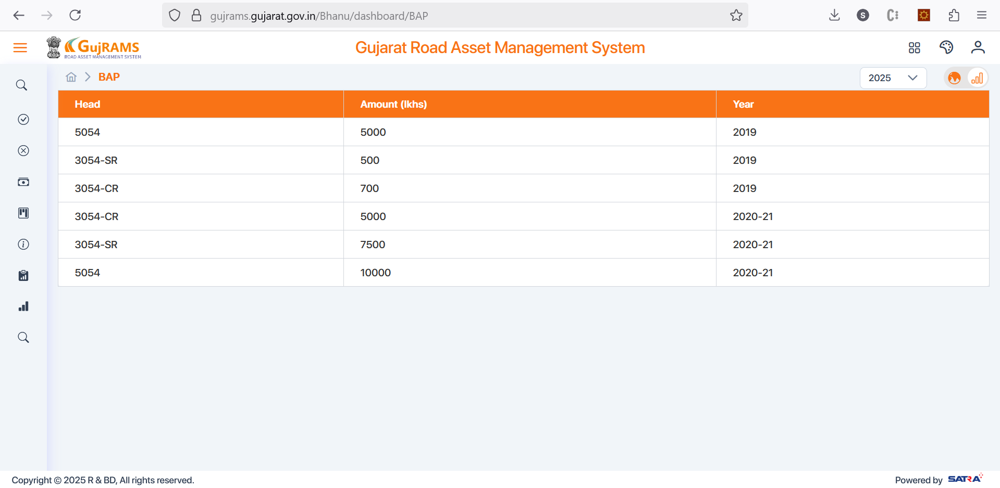 gujrams.gujarat.gov.in/Bhanu/dashboard/BAP
S
GUJRAMS
ROAD ASSET MANAGEMENT SYSTEM
Gujarat Road Asset Management System
BAP
2025
Head Amount (lkhs) Year
5054 5000 2019
3054-SR 500 2019
3054-CR 700 2019
3054-CR 5000 2020-21
3054-SR 7500 2020-21
5054 10000 2020-21
Copyright © 2025 R & BD, All rights reserved.
Powered by SATRA